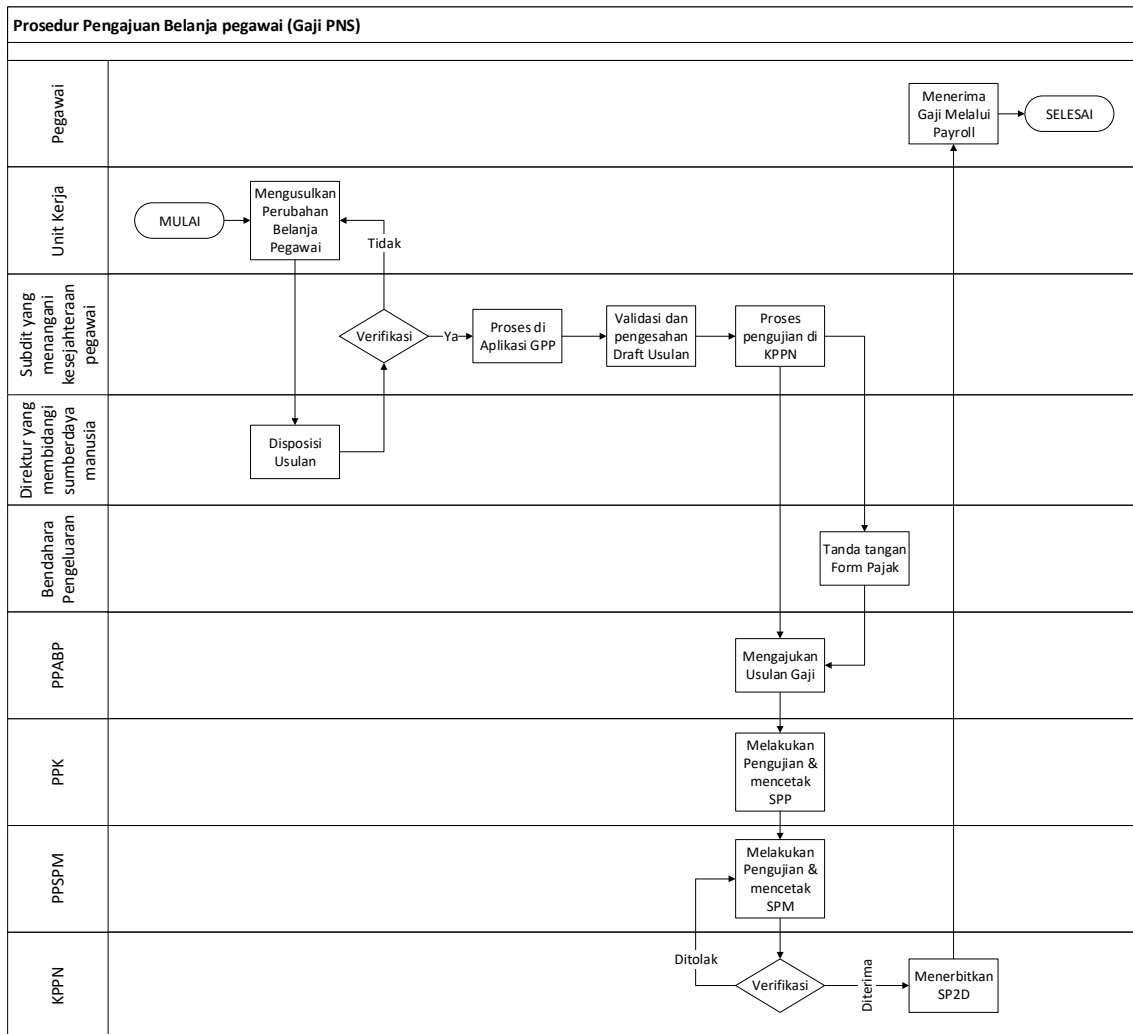 Prosedur Pengajuan Belanja pegawai (Gaji PNS)
Pegawai
Menerima
Gaji Melalui
Payroll
SELESAI
Unit Kerja
MULAI
Mengusulkan
Perubahan
Belanja
Pegawai
Tidak
Subdit yang
menangani
kesejahteraan
pegawai
Verifikasi
Ya
Proses di
Aplikasi GPP
Validasi dan
pengesahan
Draft Usulan
Proses
pengujian di
KPPN
Direktur yang
membidangi
sumberdaya
manusia
Disposisi
Usulan
Bendahara
Pengeluaran
Tanda tangan
Form Pajak
PPABP
Mengajukan
Usulan Gaji
PPK
Melakukan
Pengujian &
mencetak
SPP
PPSPM
Melakukan
Pengujian &
mencetak
SPM
KPPN
Ditolak
Verifikasi
Diterima
Menerbitkan
SP2D